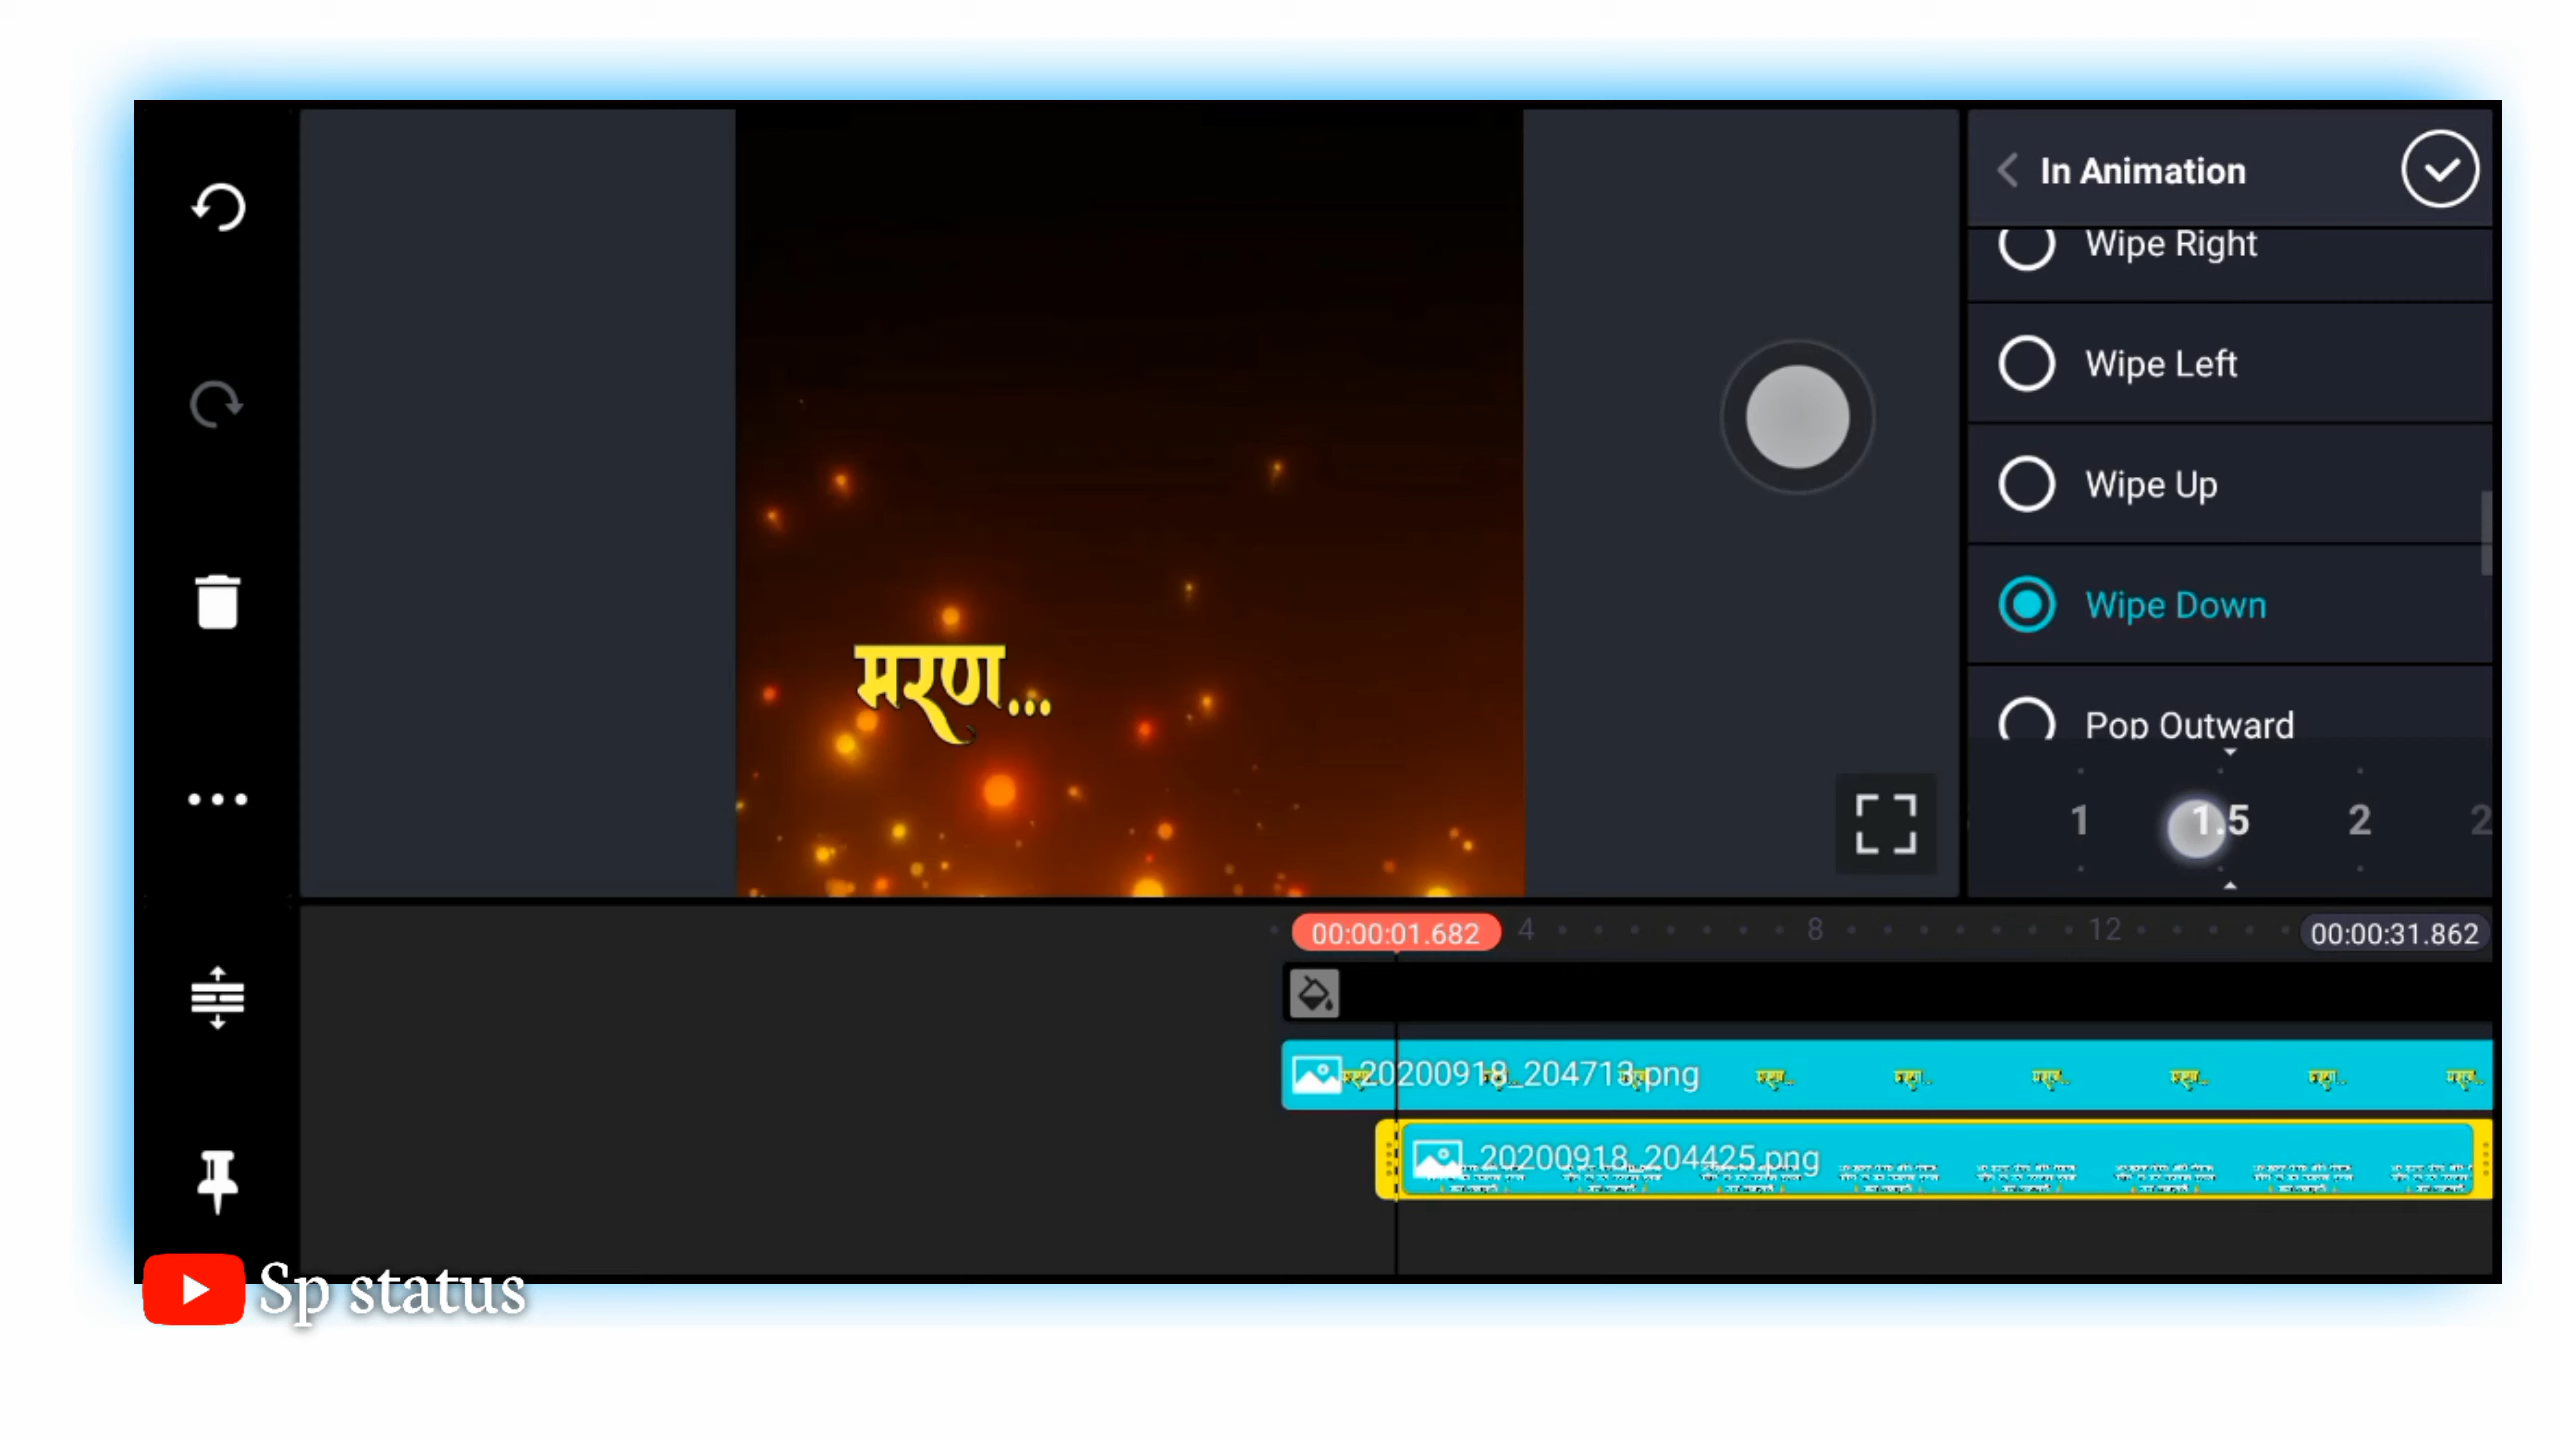 In Animation
Wipe Right
Wipe Left
Wipe Up
Wipe Down
Pop Outward
1 1.5 2 2
मरण...
00:00:01.682 4 8 12 00:00:31.862
20200918_204713.png
20200918_204425.png
Sp status